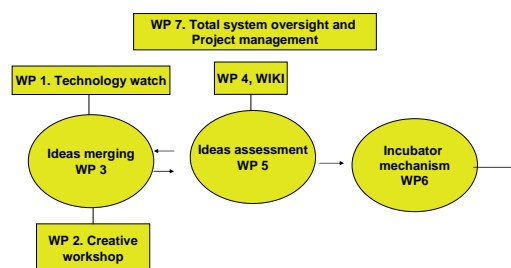 WP 7. Total system oversight and
Project management
WP 1. Technology watch
WP 4, WIKI
Ideas merging
WP 3
Ideas assessment
WP 5
Incubator
mechanism
WP6
WP 2. Creative
workshop